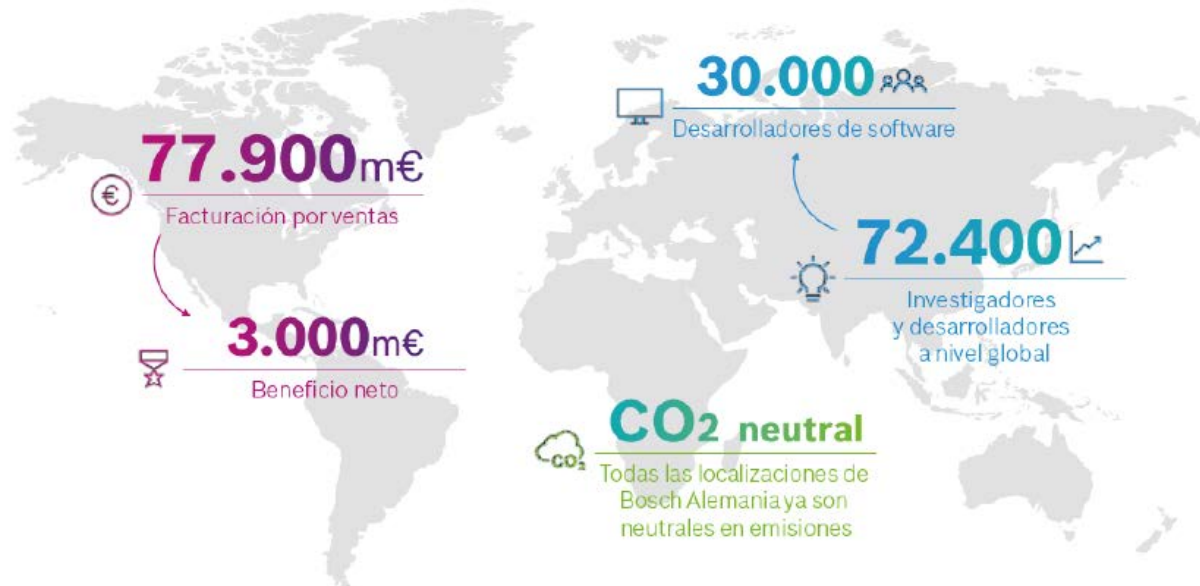 77.900m€
Facturación por ventas
3.000m€
Beneficio neto
30.000
Desarrolladores de software
72.400
Investigadores
y desarrolladores
a nivel global
CO2 neutral
-CO2
Todas las localizaciones de
Bosch Alemania ya son
neutrales en emisiones